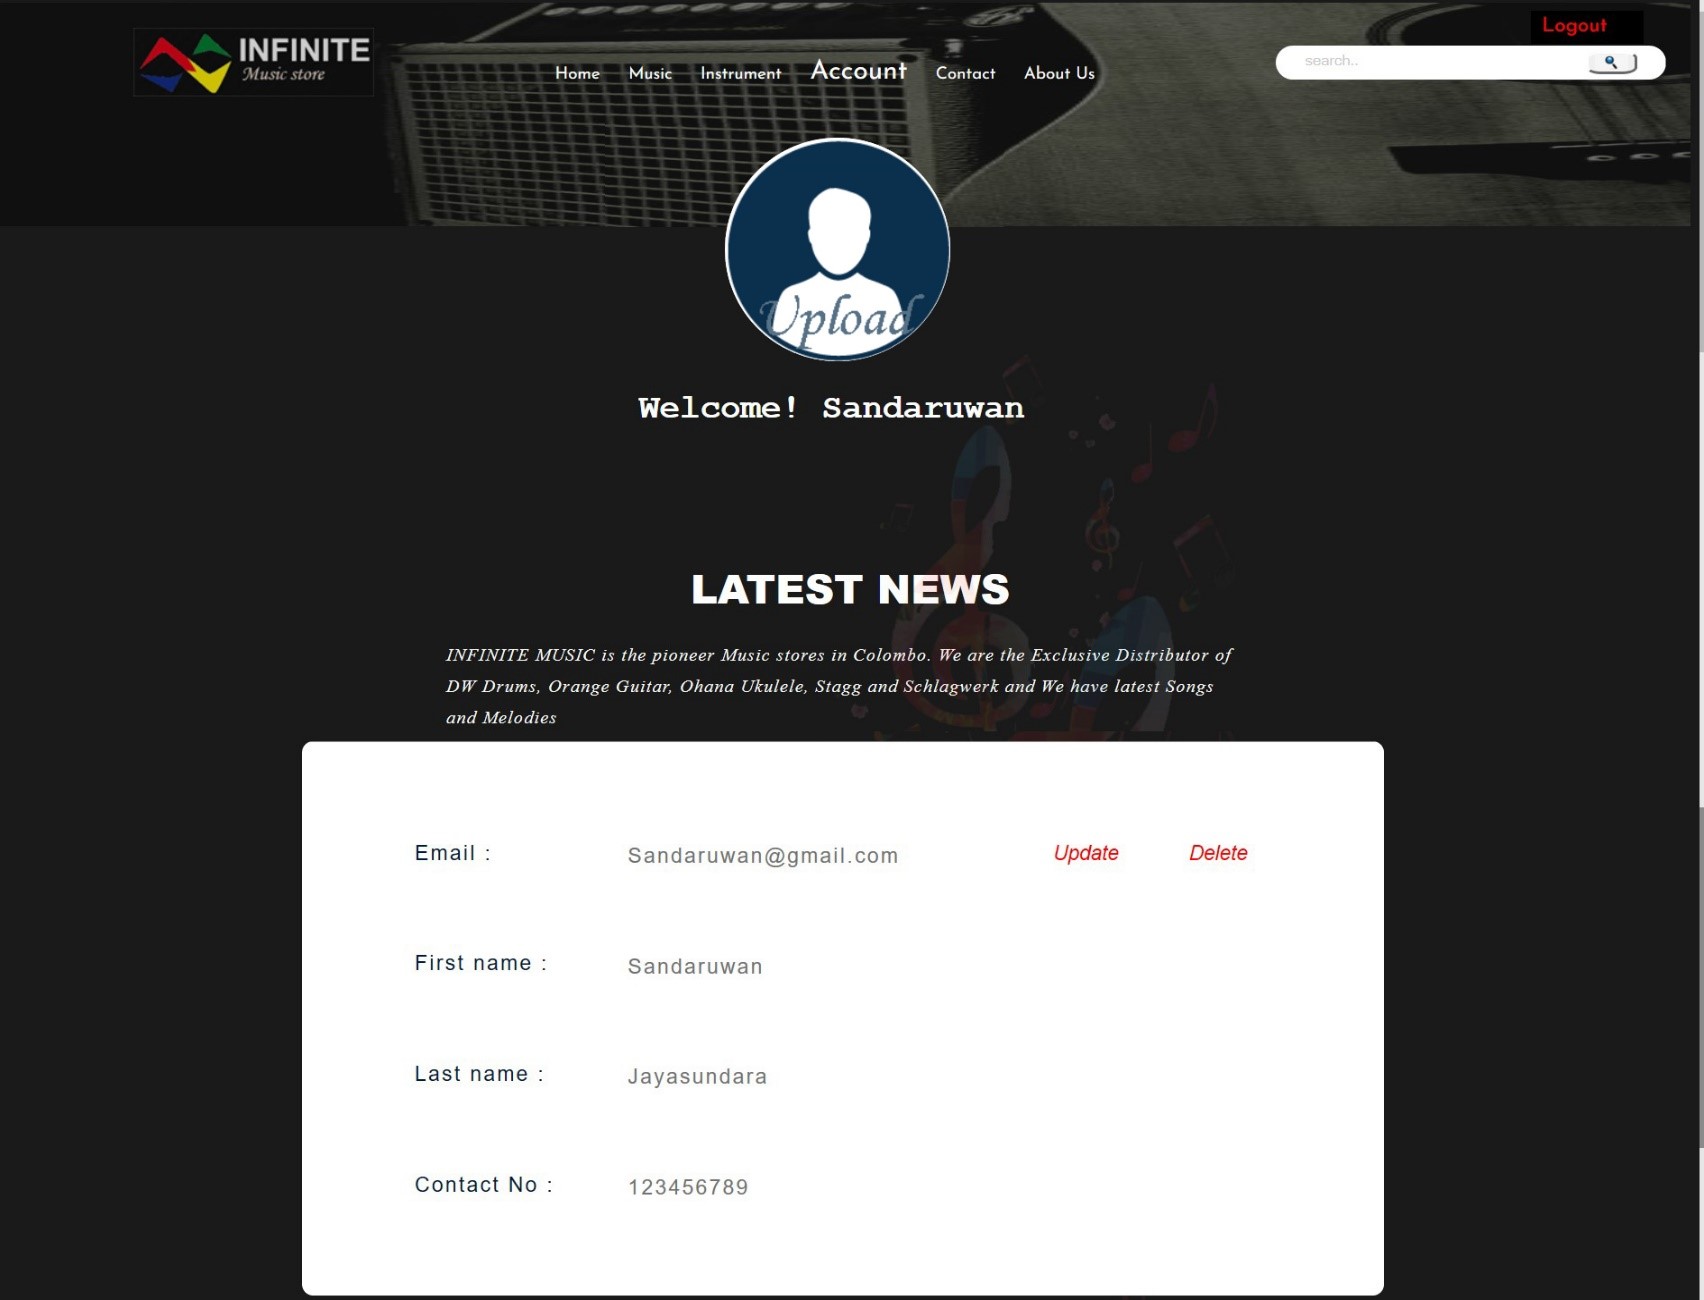 Logout
INFINITE
Music store
Home Music Instrument Account Contact About Us
search..
Upload
Welcome! Sandaruwan
LATEST NEWS
INFINITE MUSIC is the pioneer Music stores in Colombo. We are the Exclusive Distributor of
DW Drums, Orange Guitar, Ohana Ukulele, Stagg and Schlagwerk and We have latest Songs
and Melodies
Email : Sandaruwan@gmail.com Update Delete
First name : Sandaruwan
Last name : Jayasundara
Contact No : 123456789